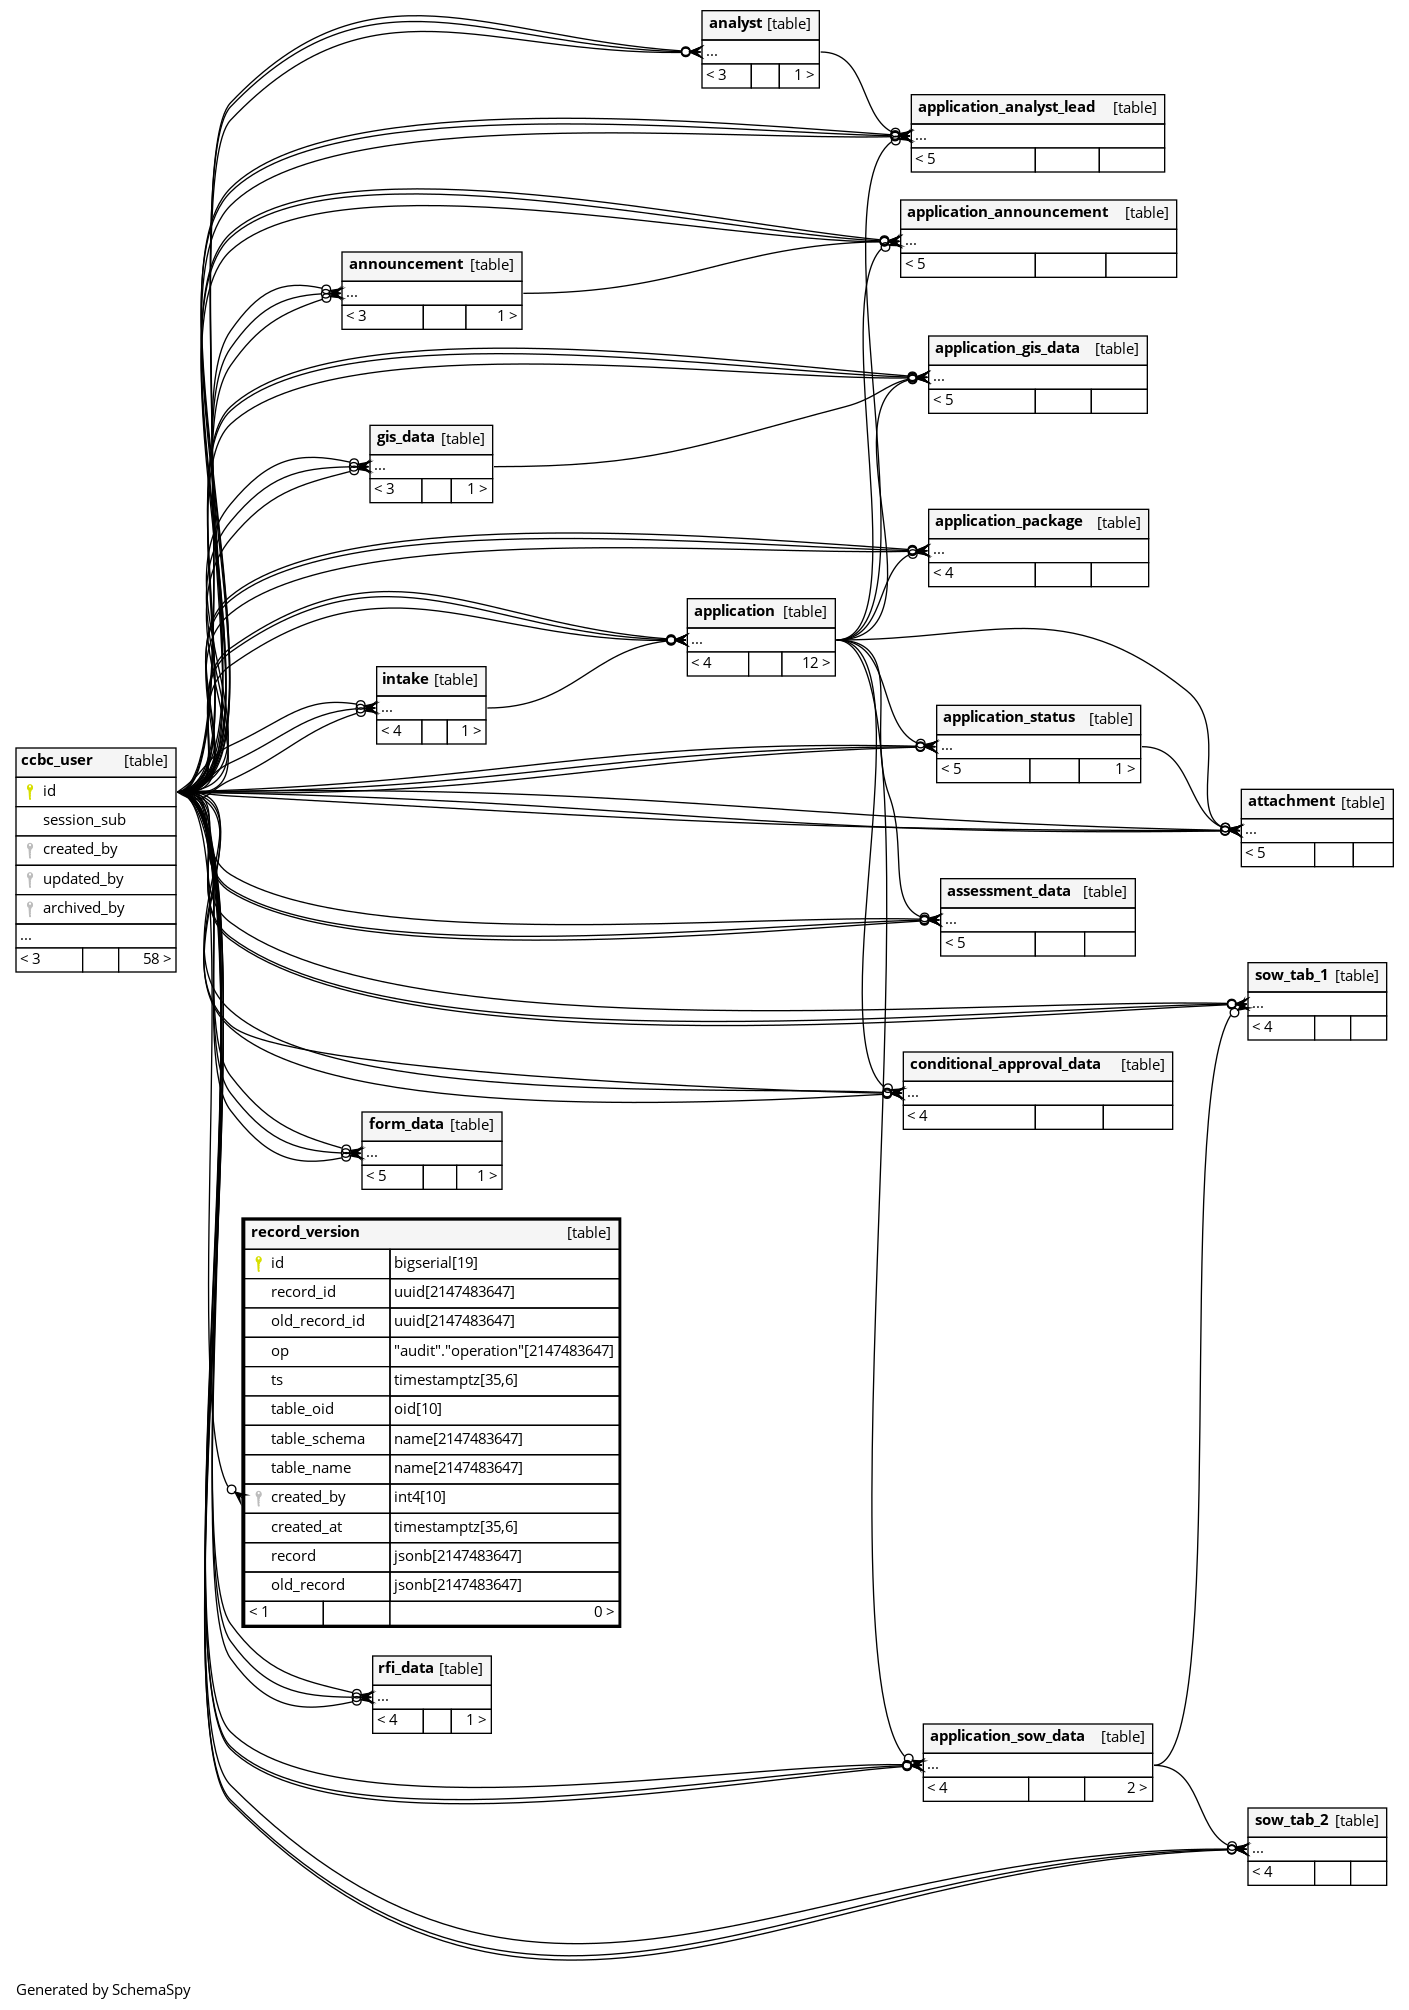 analyst [table]
...
< 3 1 >
application_analyst_lead [table]
...
< 5
application_announcement [table]
...
< 5
announcement [table]
...
< 3 1 >
application_gis_data [table]
...
< 5
gis_data [table]
...
< 3 1 >
application_package [table]
...
< 4
application [table]
...
< 4 12 >
intake [table]
...
< 4 1 >
application_status [table]
...
< 5 1 >
ccbc_user [table]
id
session_sub
created_by
updated_by
archived_by
...
< 3 58 >
attachment [table]
...
< 5
assessment_data [table]
...
< 5
sow_tab_1 [table]
...
< 4
conditional_approval_data [table]
...
< 4
form_data [table]
...
< 5 1 >
record_version [table]
id bigserial[19]
record_id uuid[2147483647]
old_record_id uuid[2147483647]
op "audit"."operation"[2147483647]
ts timestamptz[35,6]
table_oid oid[10]
table_schema name[2147483647]
table_name name[2147483647]
created_by int4[10]
created_at timestamptz[35,6]
record jsonb[2147483647]
old_record jsonb[2147483647]
< 1 0 >
rfi_data [table]
...
< 4 1 >
application_sow_data [table]
...
< 4 2 >
sow_tab_2 [table]
...
< 4
Generated by SchemaSpy